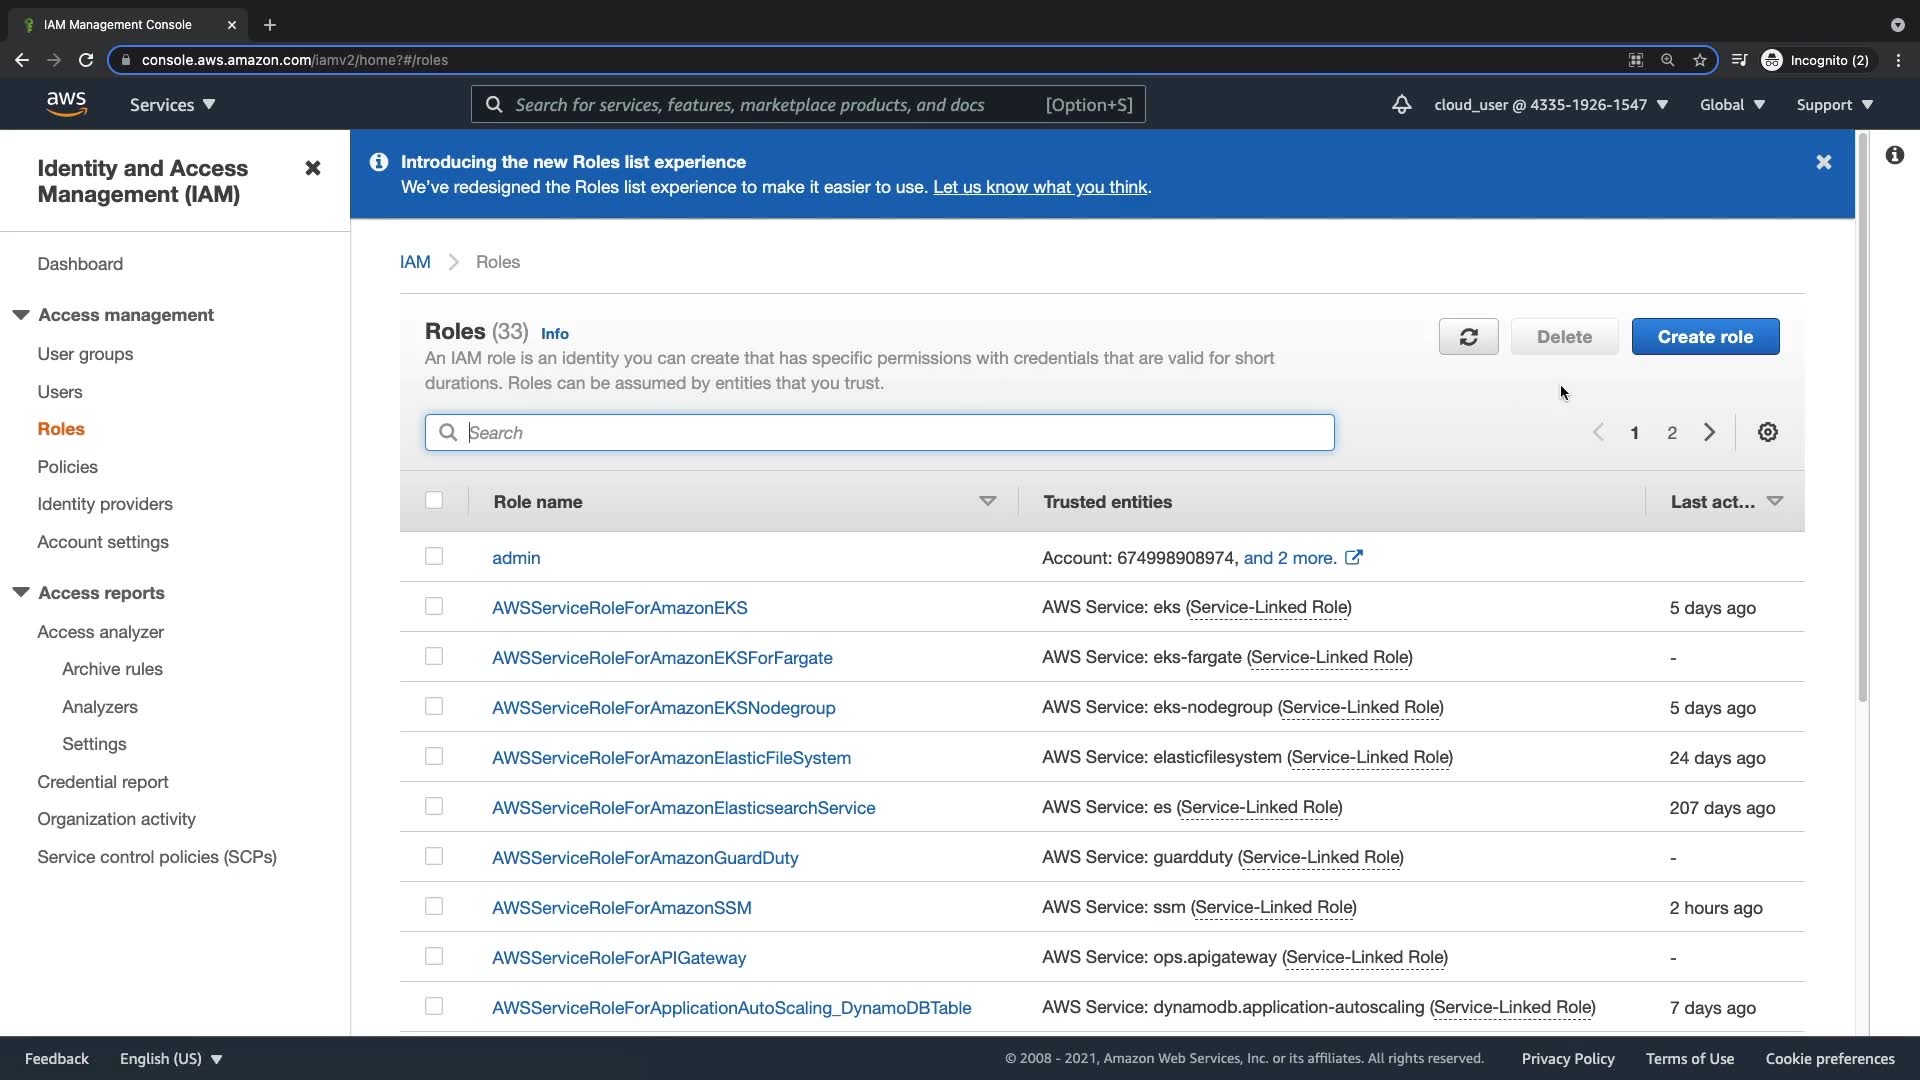 IAM Management Console
console.aws.amazon.com/iamv2/home?#/roles
Incognito (2)
aws
Services
Search for services, features, marketplace products, and docs [Option+S]
cloud_user @ 4335-1926-1547
Global
Support
Identity and Access
Management (IAM)
Dashboard
Access management
User groups
Users
Roles
Policies
Identity providers
Account settings
Access reports
Access analyzer
Archive rules
Analyzers
Settings
Credential report
Organization activity
Service control policies (SCPs)
Introducing the new Roles list experience
We've redesigned the Roles list experience to make it easier to use. Let us know what you think.
IAM > Roles
Roles (33) Info
An IAM role is an identity you can create that has specific permissions with credentials that are valid for short
durations. Roles can be assumed by entities that you trust.
Delete
Create role
Search
1 2
Role name Trusted entities Last act...
admin Account: 674998908974, and 2 more.
AWSServiceRoleForAmazonEKS AWS Service: eks (Service-Linked Role) 5 days ago
AWSServiceRoleForAmazonEKSForFargate AWS Service: eks-fargate (Service-Linked Role) -
AWSServiceRoleForAmazonEKSNodegroup AWS Service: eks-nodegroup (Service-Linked Role) 5 days ago
AWSServiceRoleForAmazonElasticFileSystem AWS Service: elasticfilesystem (Service-Linked Role) 24 days ago
AWSServiceRoleForAmazonElasticsearchService AWS Service: es (Service-Linked Role) 207 days ago
AWSServiceRoleForAmazonGuardDuty AWS Service: guardduty (Service-Linked Role) -
AWSServiceRoleForAmazonSSM AWS Service: ssm (Service-Linked Role) 2 hours ago
AWSServiceRoleForAPIGateway AWS Service: ops.apigateway (Service-Linked Role) -
AWSServiceRoleForApplicationAutoScaling_DynamoDBTable AWS Service: dynamodb.application-autoscaling (Service-Linked Role) 7 days ago
Feedback
English (US)
© 2008 - 2021, Amazon Web Services, Inc. or its affiliates. All rights reserved.
Privacy Policy
Terms of Use
Cookie preferences